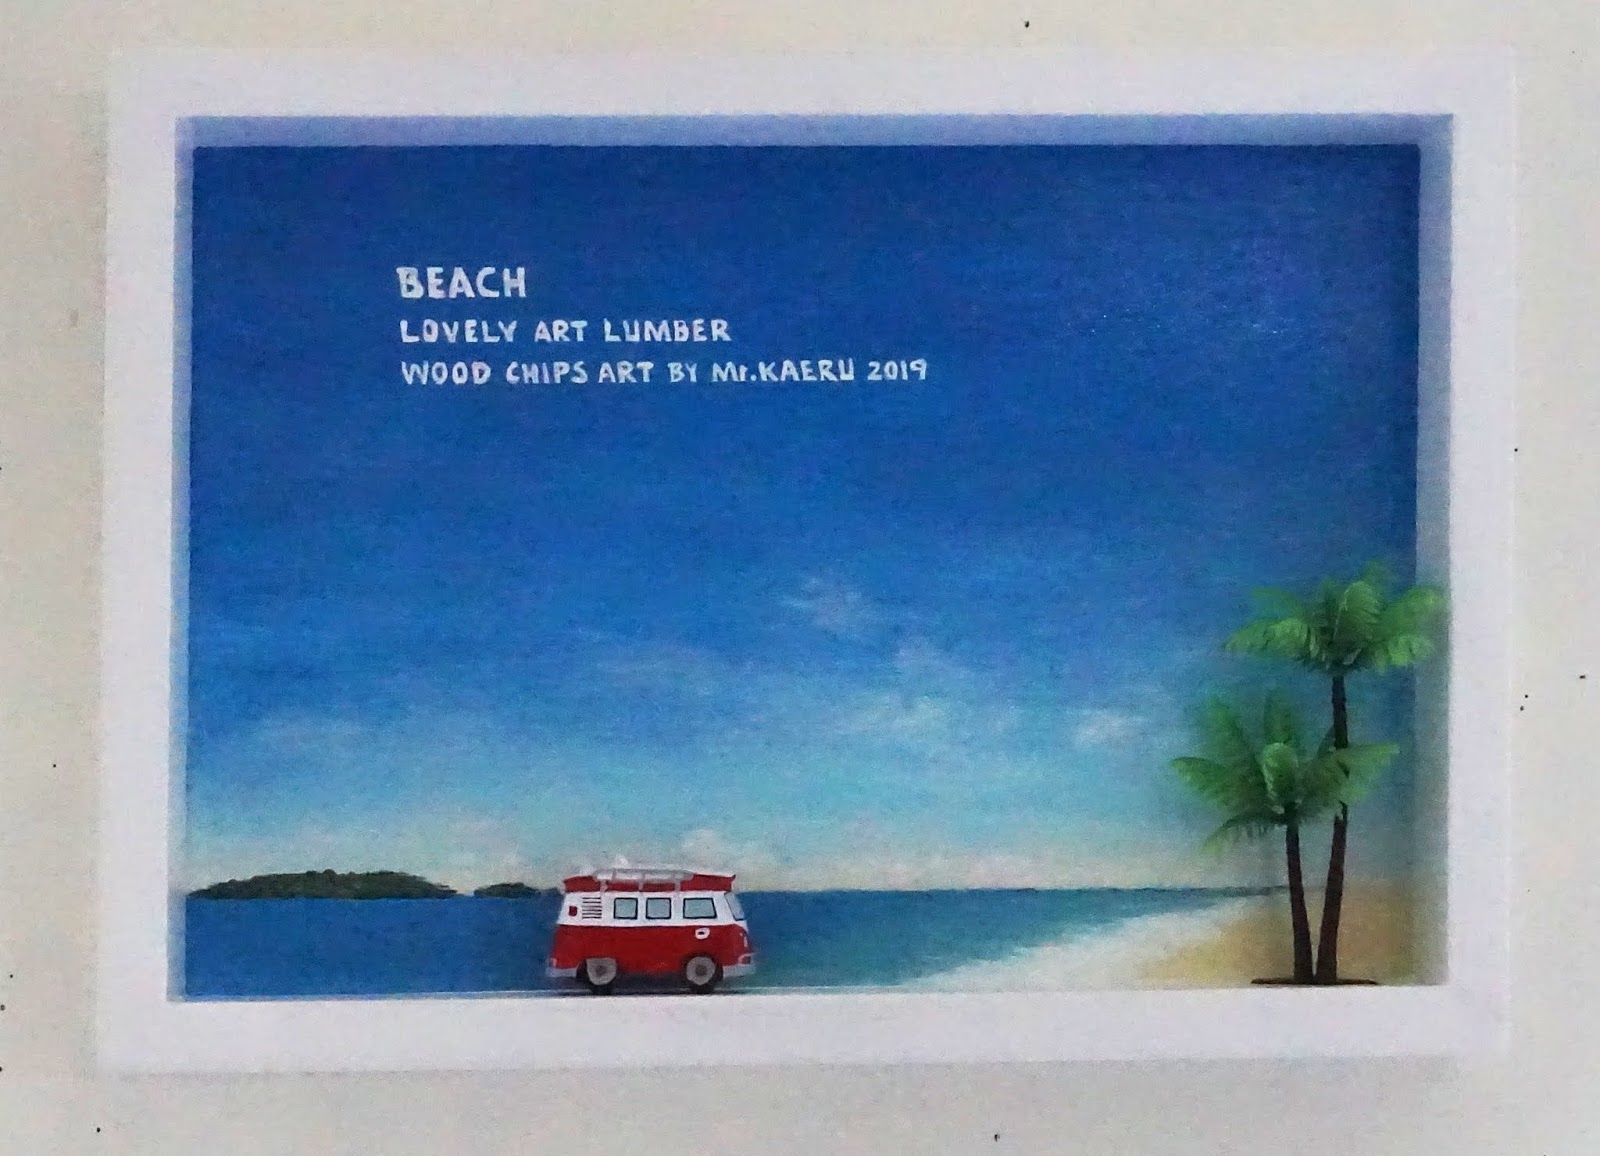 BEACH
LOVELY ART LUMBER
WOOD CHIPS ART BY Mr.KAERU 2019